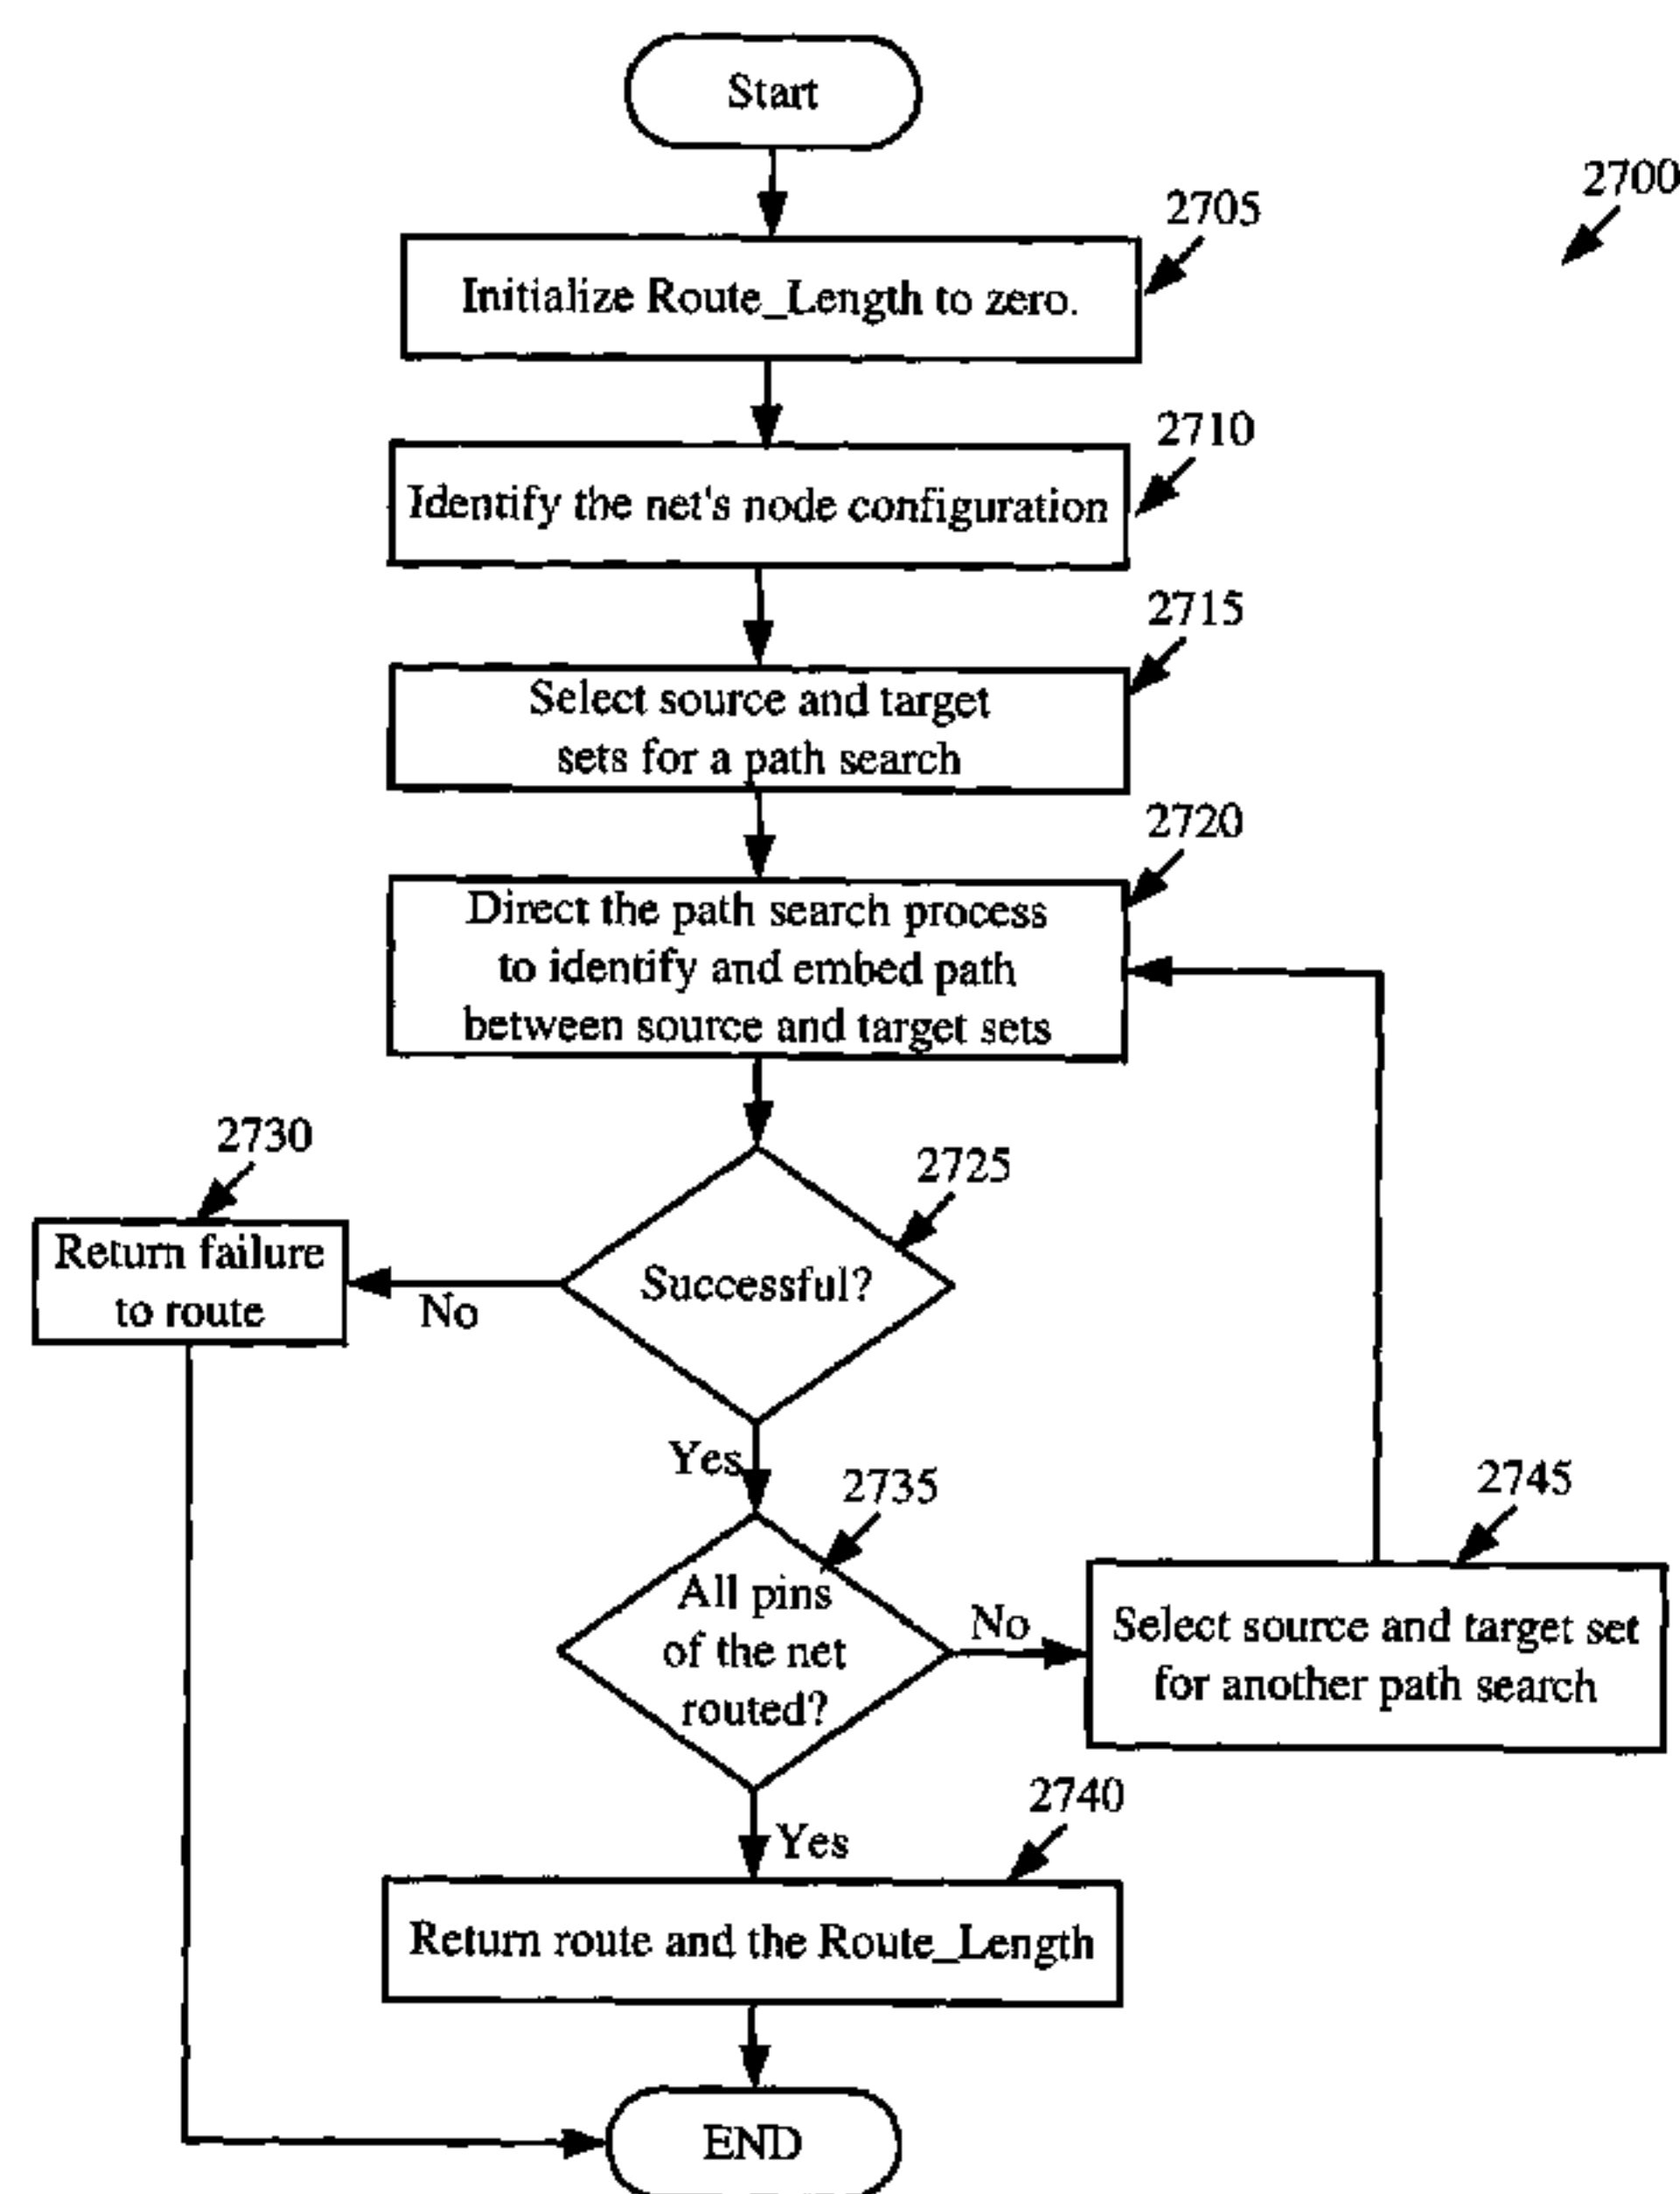 Start
2700
2705
Initialize Route_Length to zero.
2710
Identify the net's node configuration
2715
Select source and target
sets for a path search
2720
Direct the path search process
to identify and embed path
between source and target sets
2730
2725
Return failure
to route
No
Successful?
Yes
2735
2745
All pins
of the net
routed?
No
Select source and target set
for another path search
2740
Yes
Return route and the Route_Length
END